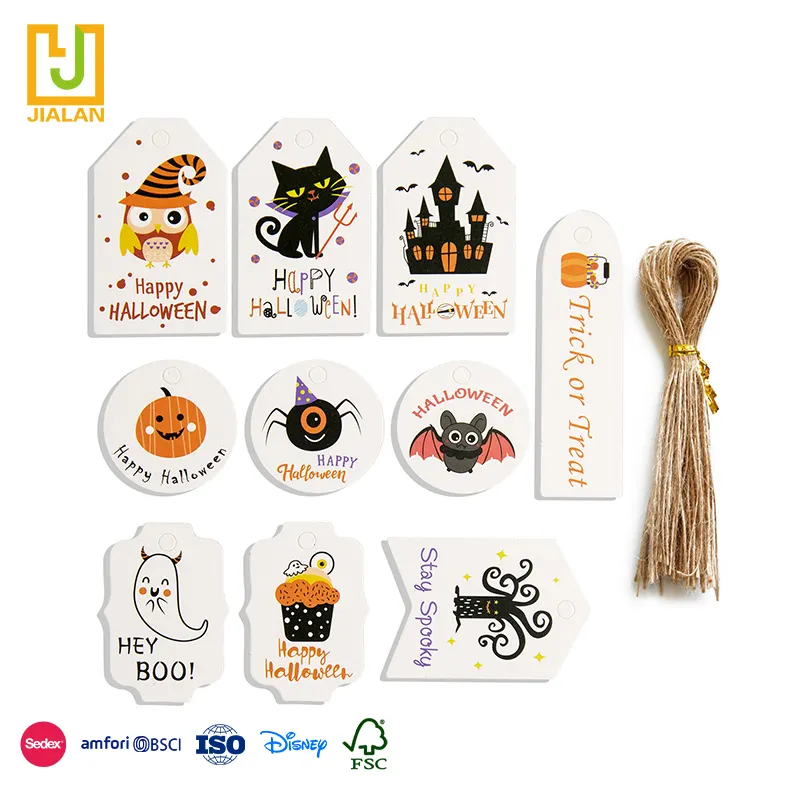 JIALAN
Happy
HALLOWEEN
HAPPY
HALLOWEEN!
HAPPY
HALLOWEEN
Trick or Treat
Happy Halloween
HAPPY
Halloween
HALLOWEEN
HEY
BOO!
Happy
Halloween
Stay Spooky
Sedex
amfori BSCI
ISO
Disney
FSC